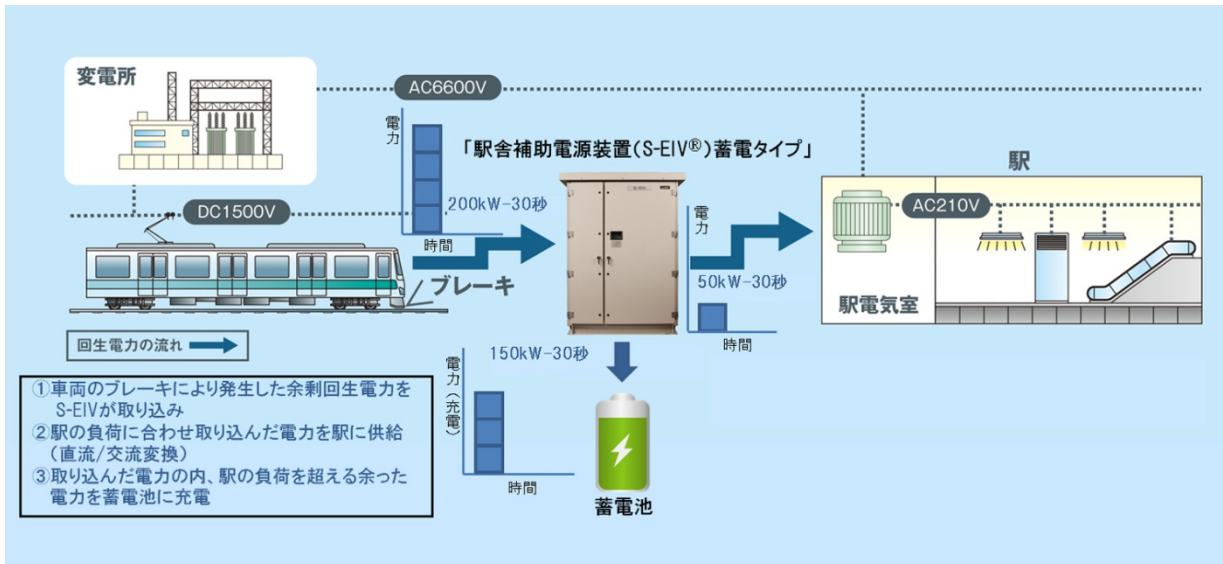 変電所
AC6600V
電力
「駅舎補助電源装置(S-EIV®)蓄電タイプ」
駅
DC1500V
200kW-30秒
時間
電力
AC210V
ブレーキ
50kW-30秒
駅電気室
時間
回生電力の流れ
150kW-30秒
電力(充電)
時間
蓄電池
①車両のブレーキにより発生した余剰回生電力を
S-EIVが取り込み
②駅の負荷に合わせ取り込んだ電力を駅に供給
(直流/交流変換)
③取り込んだ電力の内、駅の負荷を超える余った
電力を蓄電池に充電